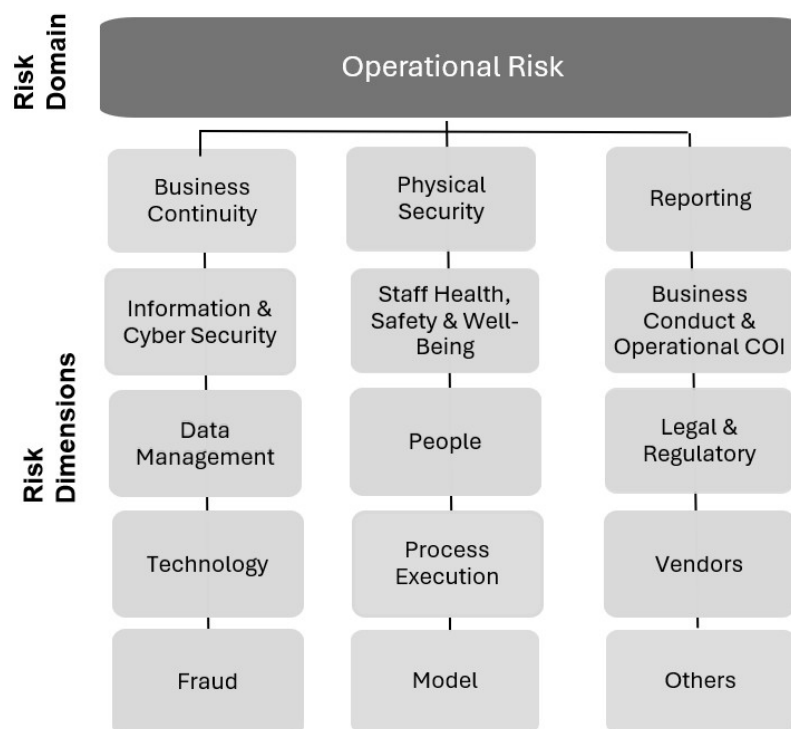 Risk
Domain
Operational Risk
Risk
Dimensions
Business
Continuity
Physical
Security
Reporting
Information &
Cyber Security
Staff Health,
Safety & Well-
Being
Business
Conduct &
Operational COI
Data
Management
People
Legal &
Regulatory
Technology
Process
Execution
Vendors
Fraud
Model
Others